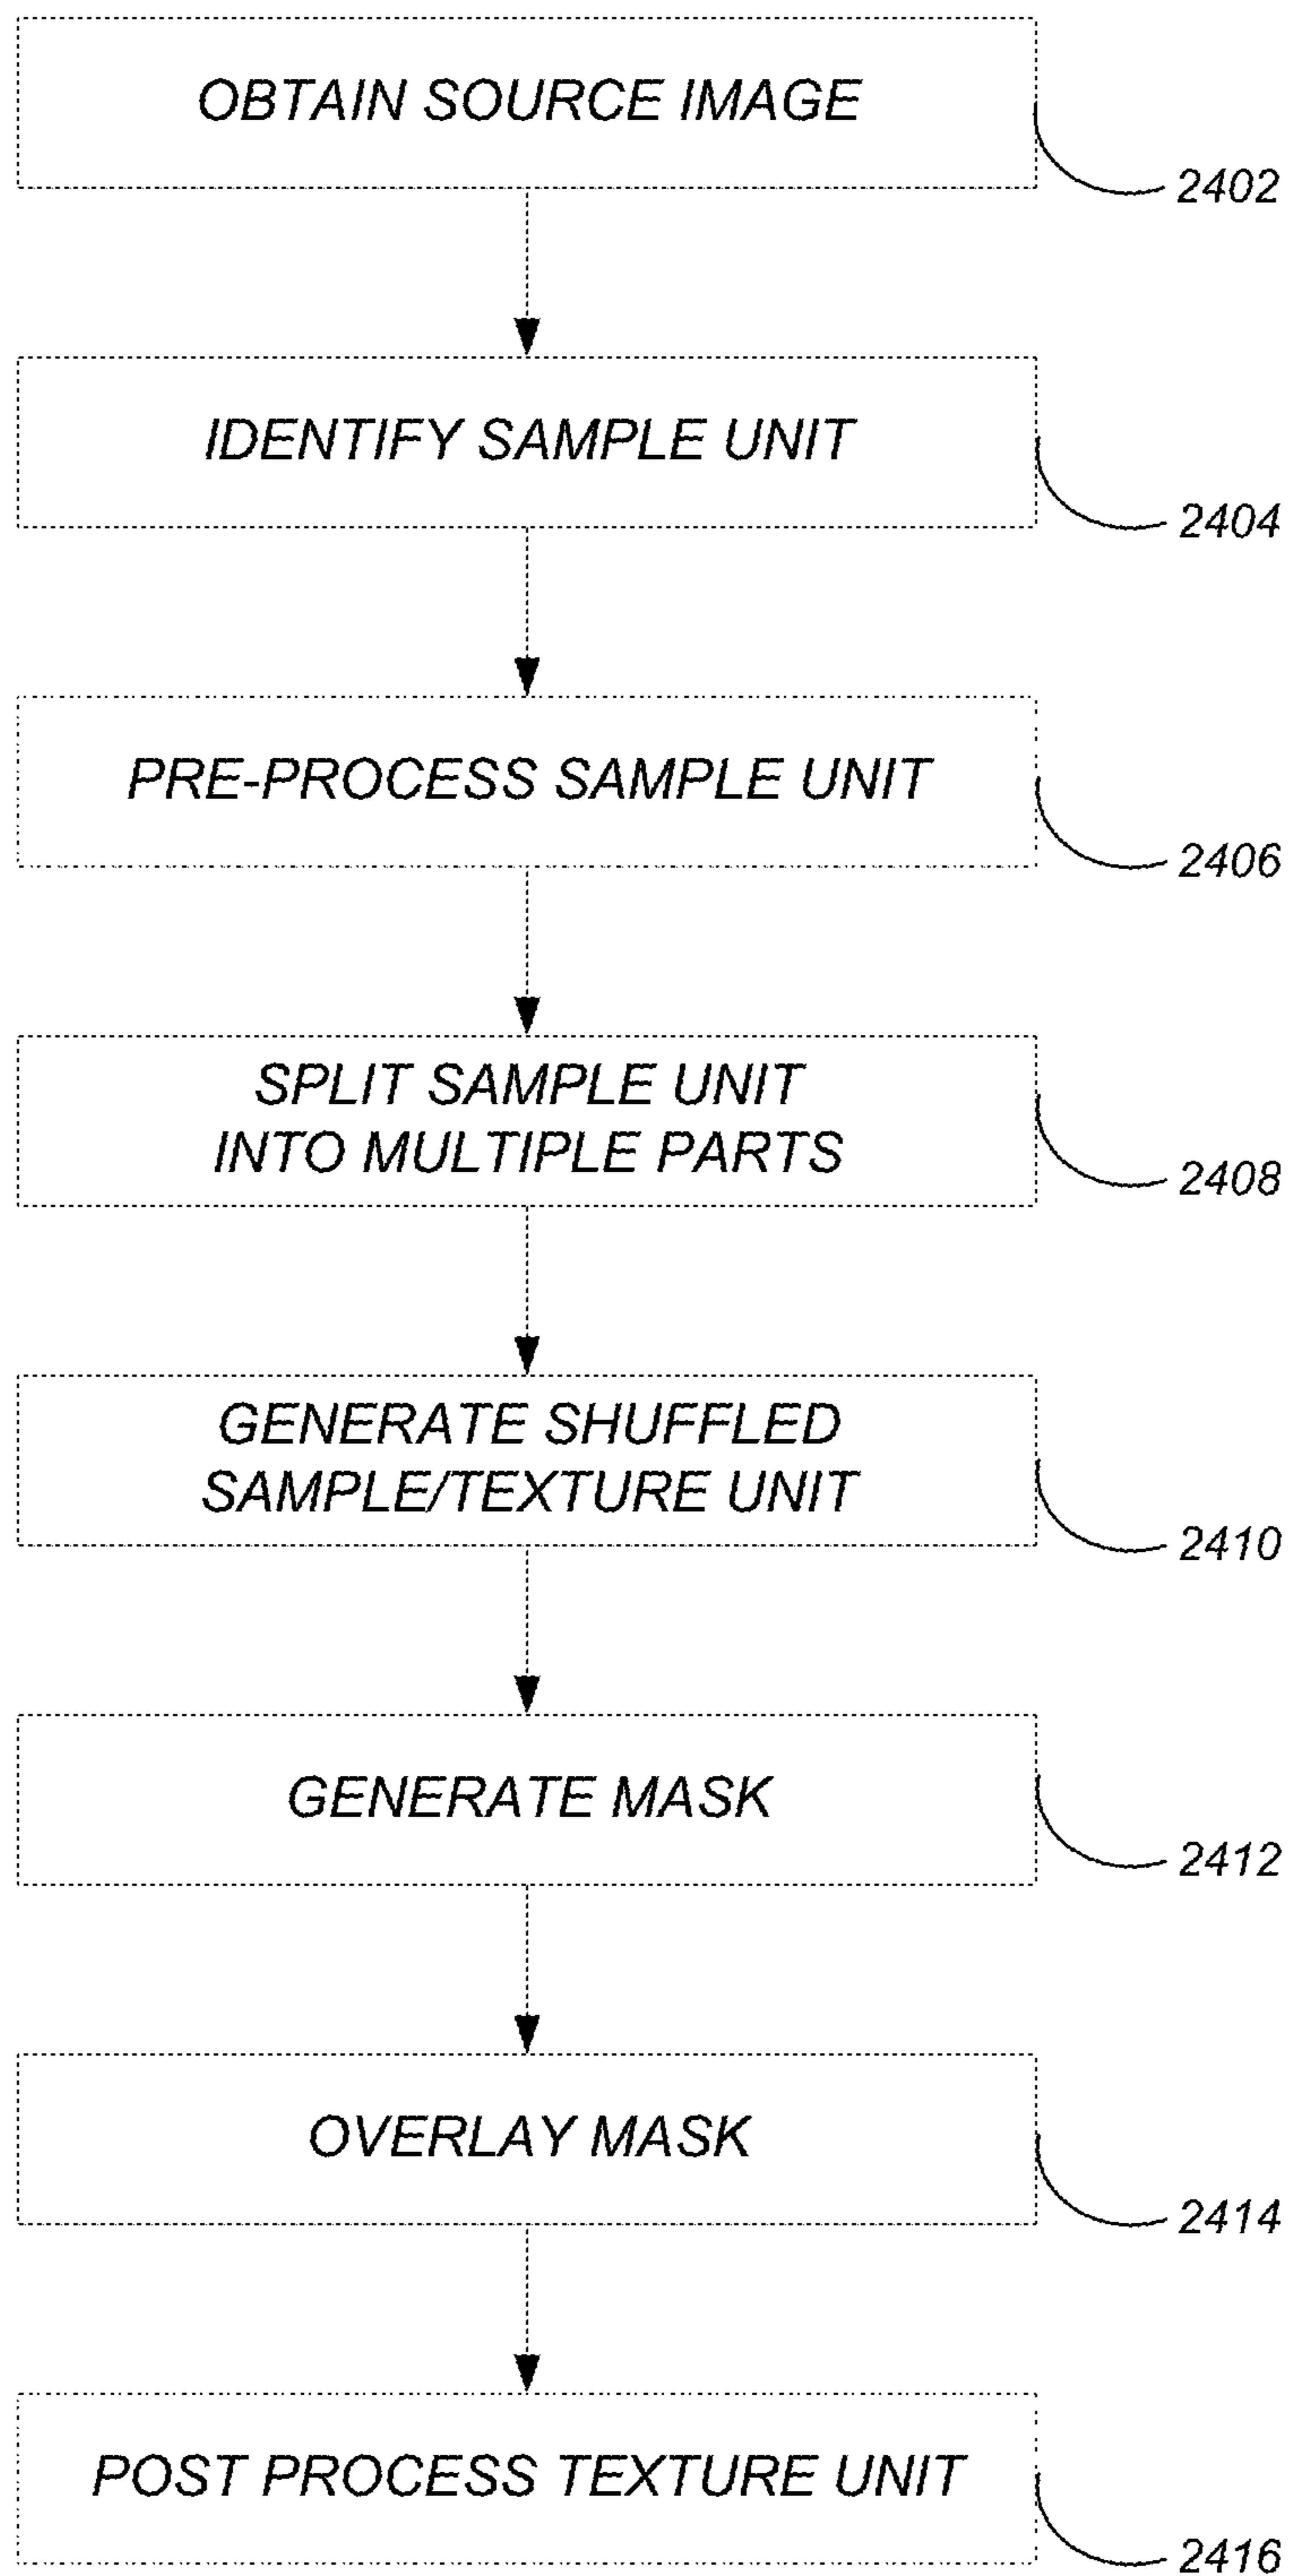 OBTAIN SOURCE IMAGE
2402
IDENTIFY SAMPLE UNIT
2404
PRE-PROCESS SAMPLE UNIT
2406
SPLIT SAMPLE UNIT
INTO MULTIPLE PARTS
2408
GENERATE SHUFFLED
SAMPLE/TEXTURE UNIT
2410
GENERATE MASK
2412
OVERLAY MASK
2414
POST PROCESS TEXTURE UNIT
2416